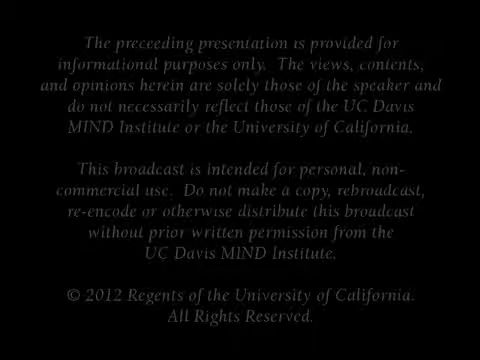 The preceeding presentation is provided for
informational purposes only. The views, contents,
and opinions herein are solely those of the speaker and
do not necessarily reflect those of the UC Davis
MIND Institute or the University of California.
This broadcast is intended for personal, non-
commercial use. Do not make a copy, rebroadcast,
re-encode or otherwise distribute this broadcast
without prior written permission from the
UC Davis MIND Institute.
© 2012 Regents of the University of California.
All Rights Reserved.